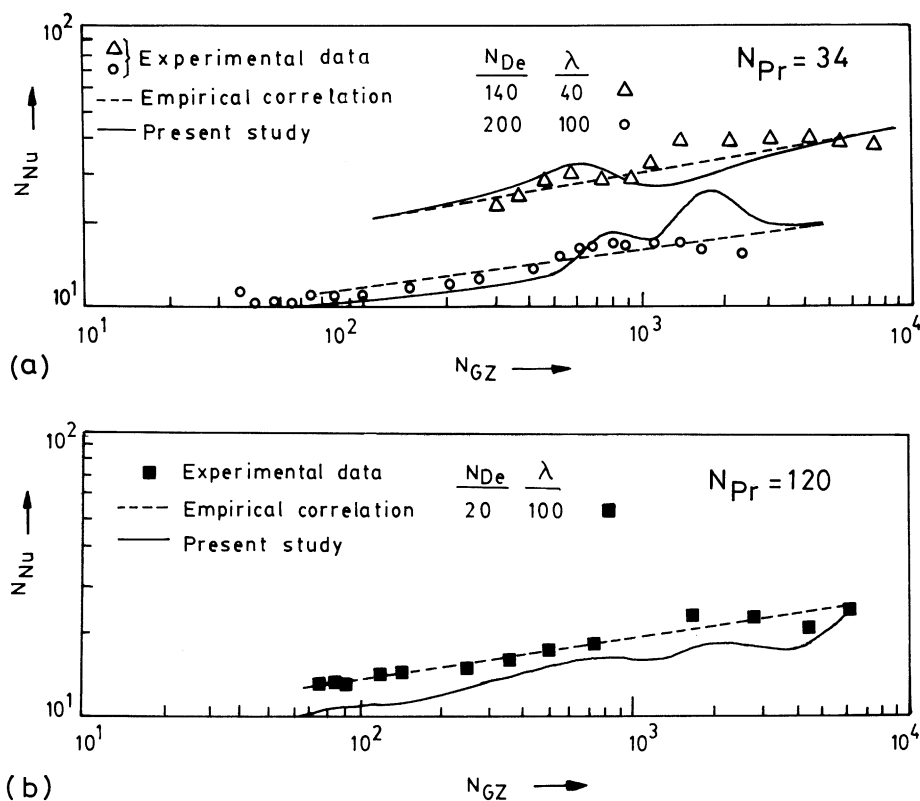 10²
Experimental data
Empirical correlation
Present study
N_De λ
140 40
200 100
N_Pr = 34
N_Nu
10¹
10¹ 10² 10³ 10⁴
(a)
N_GZ
10²
Experimental data
Empirical correlation
Present study
N_De λ
20 100
N_Pr = 120
N_Nu
10¹
10¹ 10² 10³ 10⁴
(b)
N_GZ